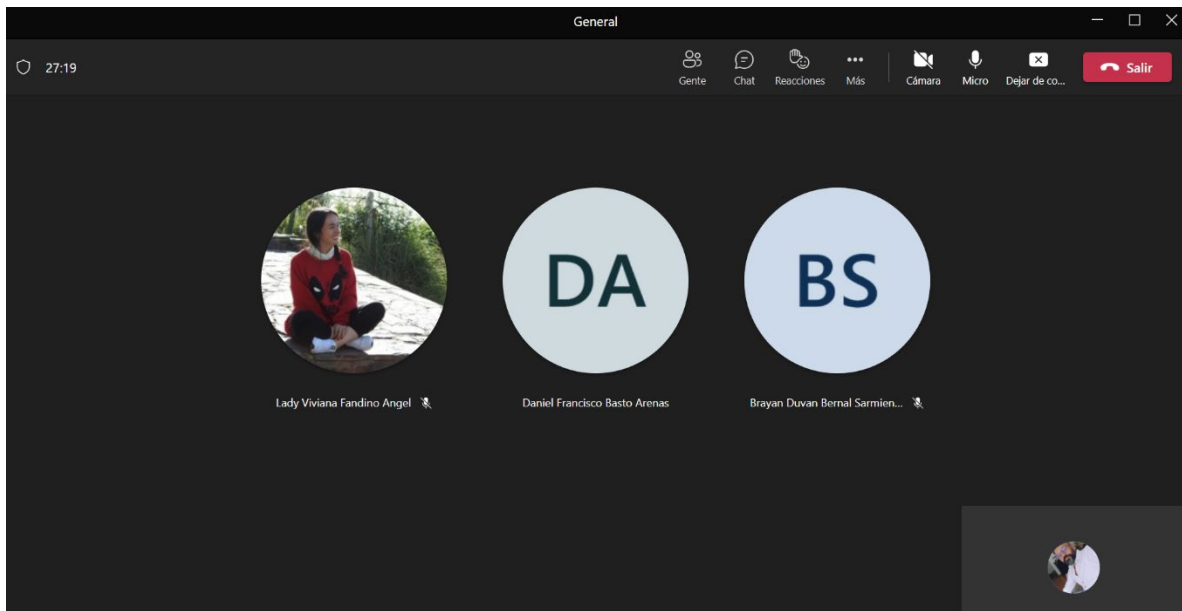 General
27:19
Gente Chat Reacciones Más Cámara Micro Dejar de co... Salir
DA BS
Lady Viviana Fandino Angel Daniel Francisco Basto Arenas Brayan Duvan Bernal Sarmien...